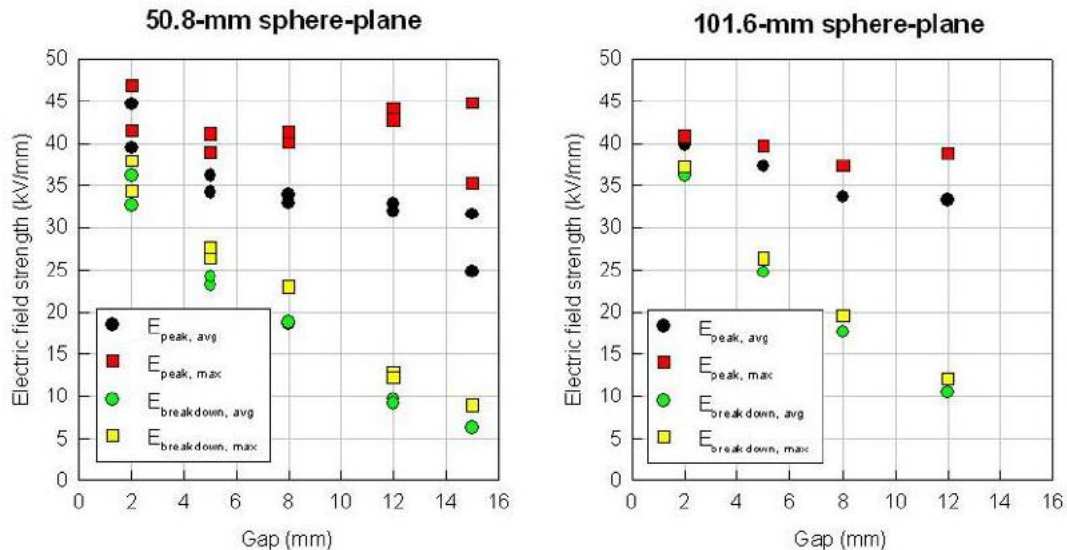 50.8-mm sphere-plane
Electric field strength (kV/mm)
50
45
40
35
30
25
20
15
10
5
0
E peak, avg
E peak, max
E breakdown, avg
E breakdown, max
0 2 4 6 8 10 12 14 16
Gap (mm)
101.6-mm sphere-plane
Electric field strength (kV/mm)
50
45
40
35
30
25
20
15
10
5
0
E peak, avg
E peak, max
E breakdown, avg
E breakdown, max
0 2 4 6 8 10 12 14 16
Gap (mm)